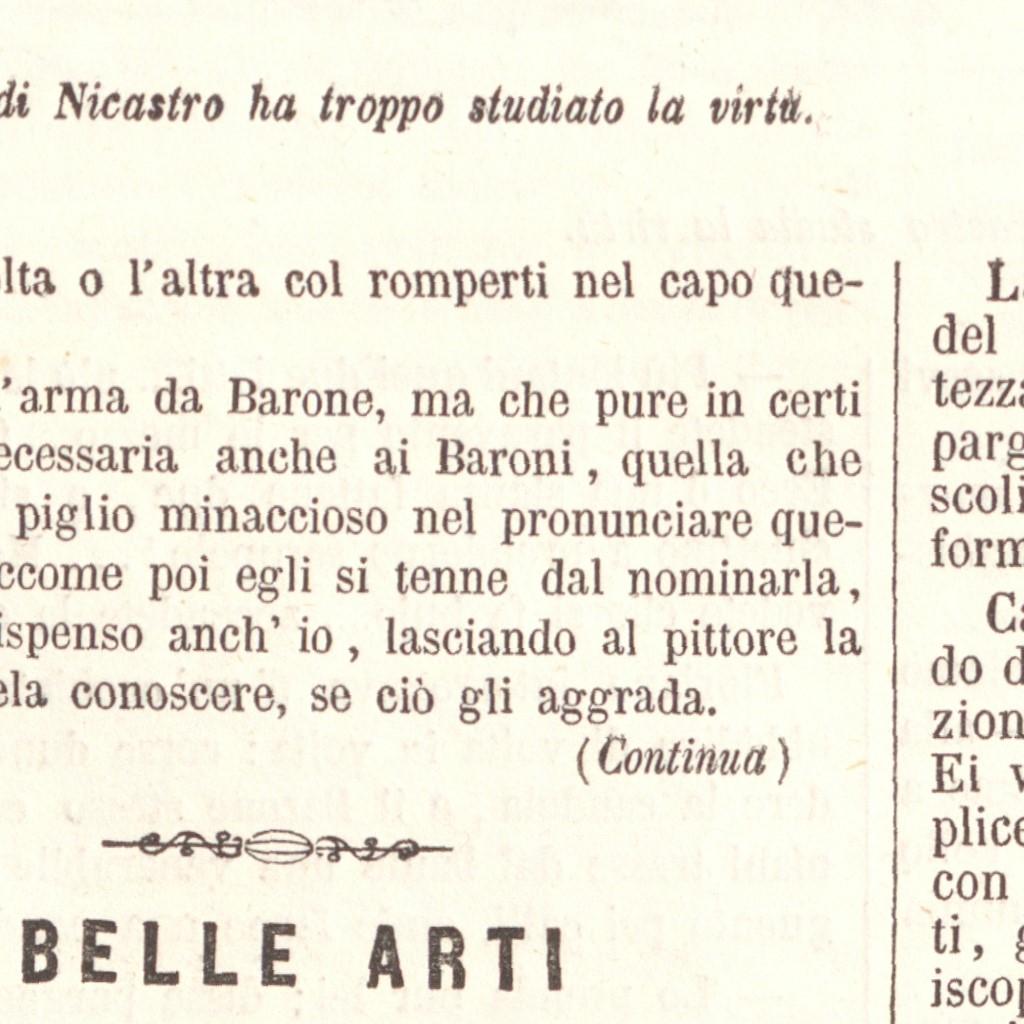 di Nicastro ha troppo studiato la virtù.
o l'altra col romperti nel capo que-
l'arma da Barone, ma che pure in certi
ecessaria anche ai Baroni, quella che
piglio minaccioso nel pronunciare que-
ccome poi egli si tenne dal nominarla,
ispenso anch' io, lasciando al pittore la
ela conoscere, se ciò gli aggrada.
(Continua)
BELLE ARTI
del
tezza
parg
scoli
form
do d
zion
Ei v
plice
con
ti, g
iscop